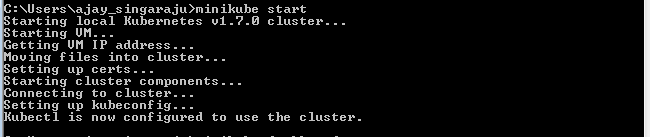 C:\Users\ajay_singaraju>minikube start
Starting local Kubernetes v1.7.0 cluster...
Starting VM...
Getting VM IP address...
Moving files into cluster...
Setting up certs...
Starting cluster components...
Connecting to cluster...
Setting up kubeconfig...
Kubectl is now configured to use the cluster.